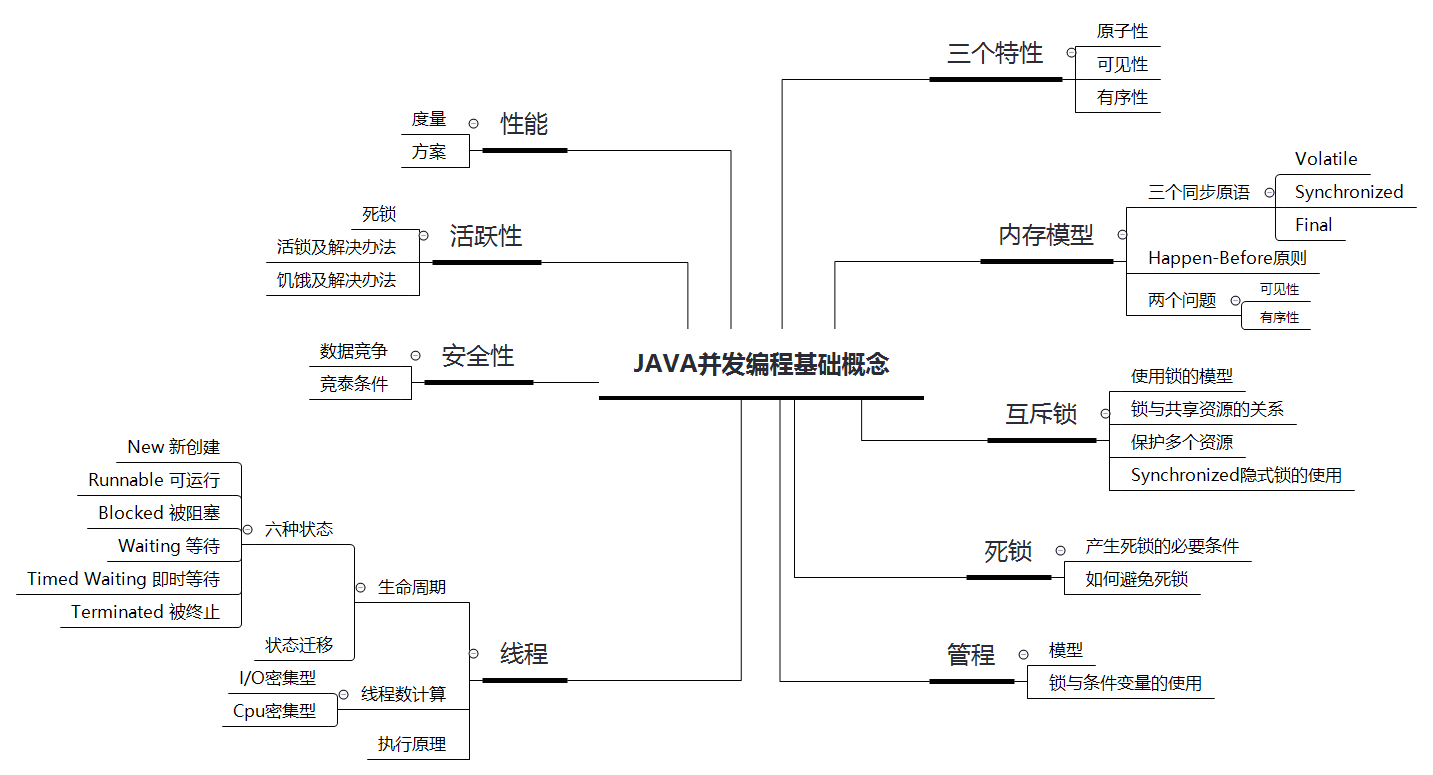 JAVA并发编程基础概念
三个特性
原子性
可见性
有序性
内存模型
三个同步原语
Volatile
Synchronized
Final
Happen-Before原则
两个问题
可见性
有序性
互斥锁
使用锁的模型
锁与共享资源的关系
保护多个资源
Synchronized隐式锁的使用
死锁
产生死锁的必要条件
如何避免死锁
管程
模型
锁与条件变量的使用
性能
度量
方案
活跃性
死锁
活锁及解决办法
饥饿及解决办法
安全性
数据竞争
竞泰条件
线程
生命周期
六种状态
New 新创建
Runnable 可运行
Blocked 被阻塞
Waiting 等待
Timed Waiting 即时等待
Terminated 被终止
状态迁移
线程数计算
I/O密集型
Cpu密集型
执行原理